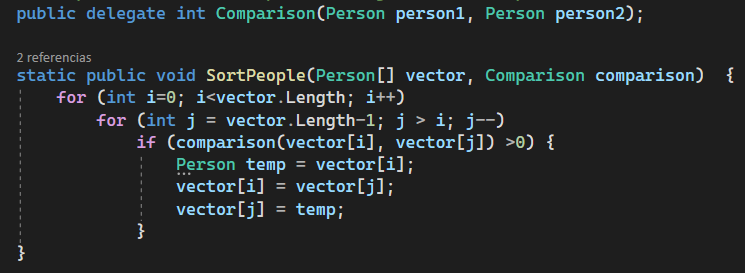 public delegate int Comparison(Person person1, Person person2);
2 referencias
static public void SortPeople(Person[] vector, Comparison comparison)  {
    for (int i=0; i<vector.Length; i++)
        for (int j = vector.Length-1; j > i; j--)
            if (comparison(vector[i], vector[j]) >0) {
                Person temp = vector[i];
                vector[i] = vector[j];
                vector[j] = temp;
            }
}